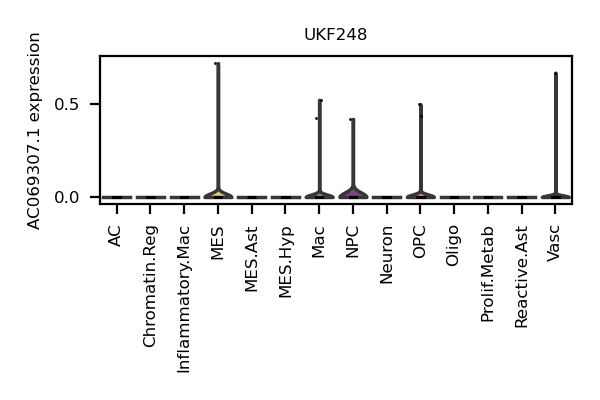 UKF248
AC069307.1 expression
0.5
0.0
AC
Chromatin.Reg
Inflammatory.Mac
MES
MES.Ast
MES.Hyp
Mac
NPC
Neuron
OPC
Oligo
Prolif.Metab
Reactive.Ast
Vasc